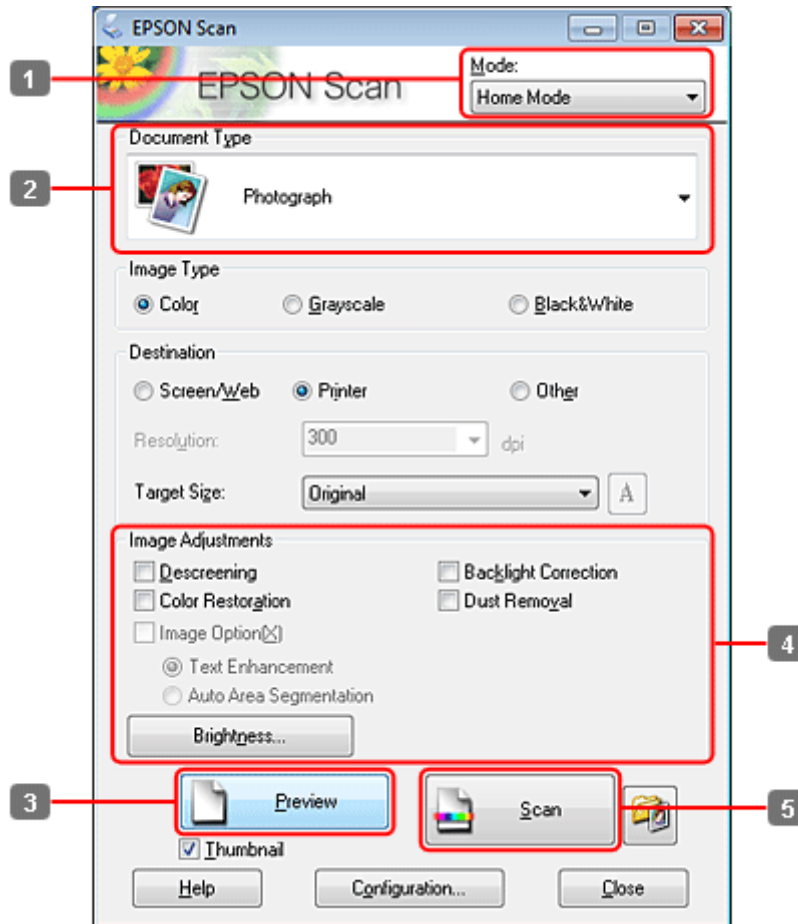 EPSON Scan
1
EPSON Scan
Mode:
Home Mode
Document Type
2
Photograph
Image Type
Color Grayscale Black&White
Destination
Screen/Web Printer Other
Resolution: 300 dpi
Target Size: Original A
Image Adjustments
Descreening Backlight Correction
Color Restoration Dust Removal
Image Option(X)
4
Text Enhancement
Auto Area Segmentation
Brightness...
3 Preview Scan 5
Thumbnail
Help Configuration... Close